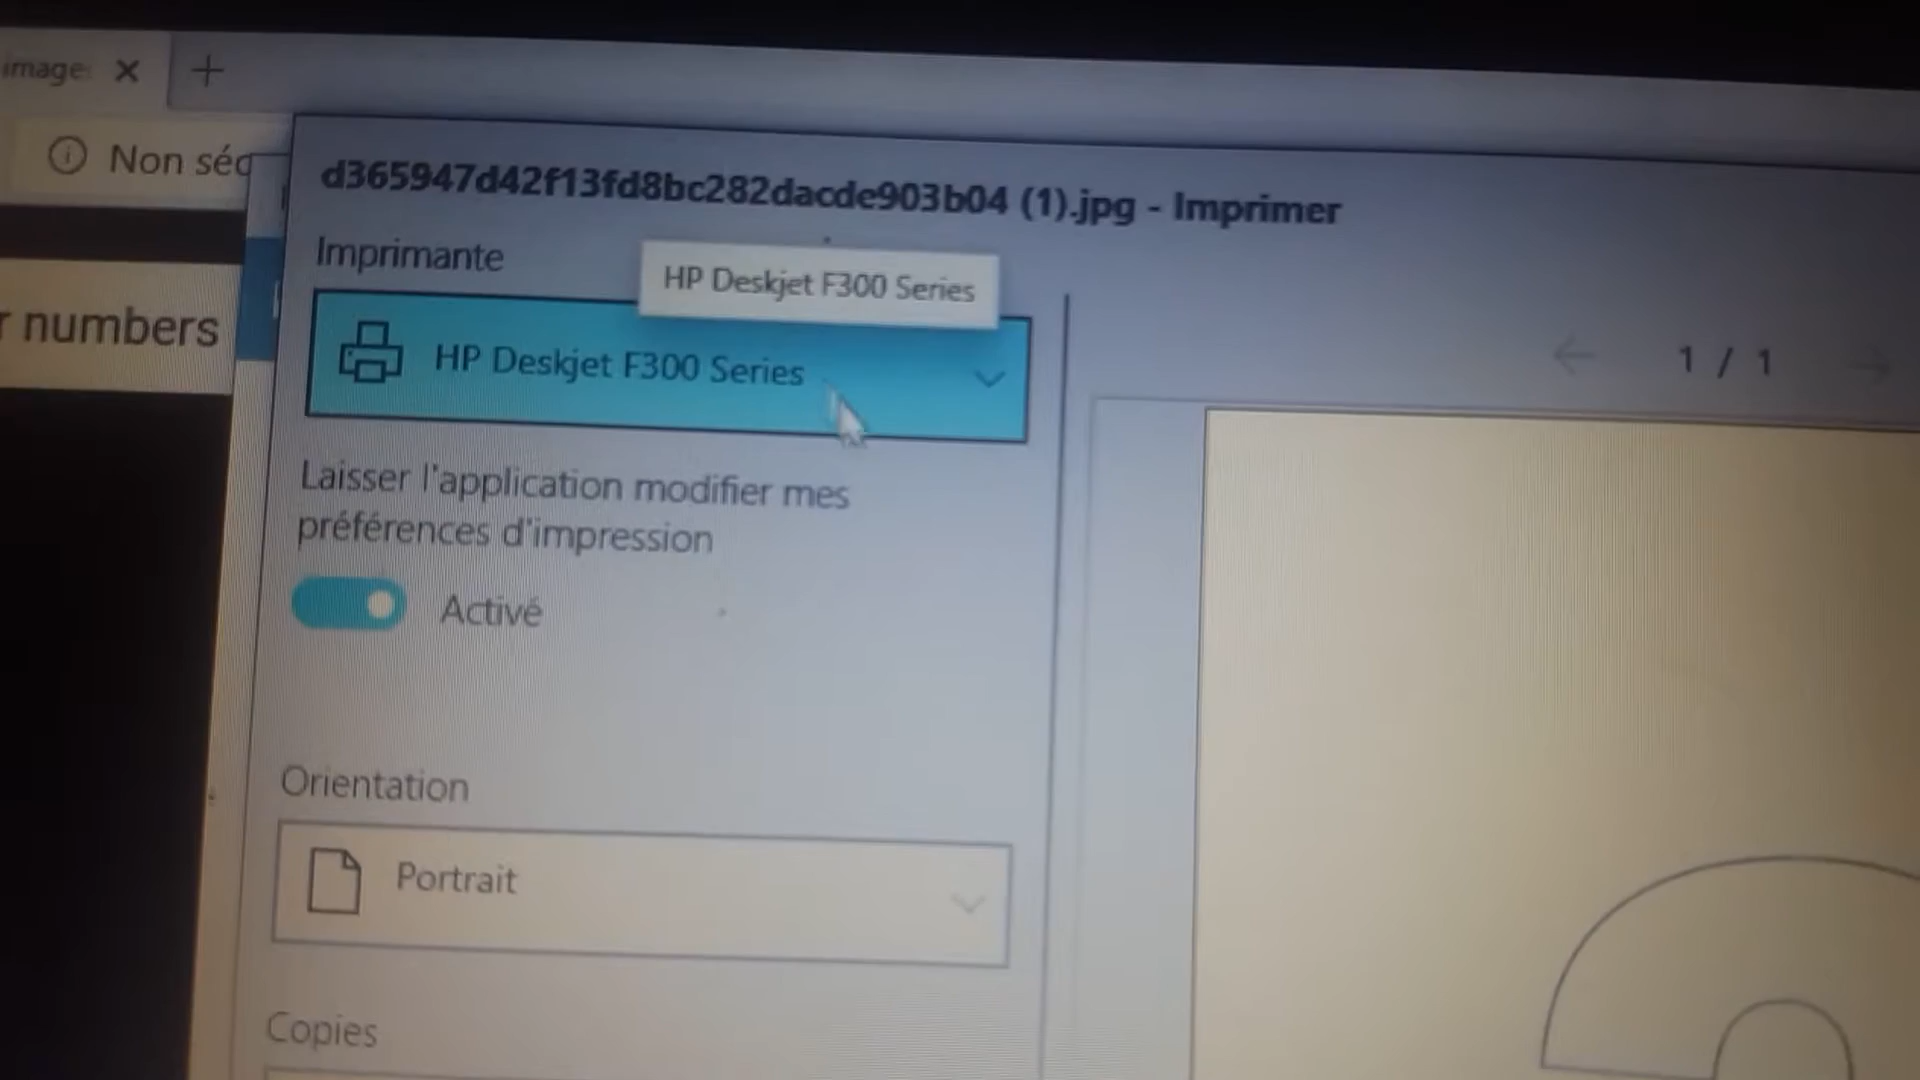 image
Non séc
d365947d42f13fd8bc282dacde903b04 (1).jpg - Imprimer
Imprimante
HP Deskjet F300 Series
r numbers
HP Deskjet F300 Series
1 / 1
Laisser l'application modifier mes
préférences d'impression
Activé
Orientation
Portrait
Copies